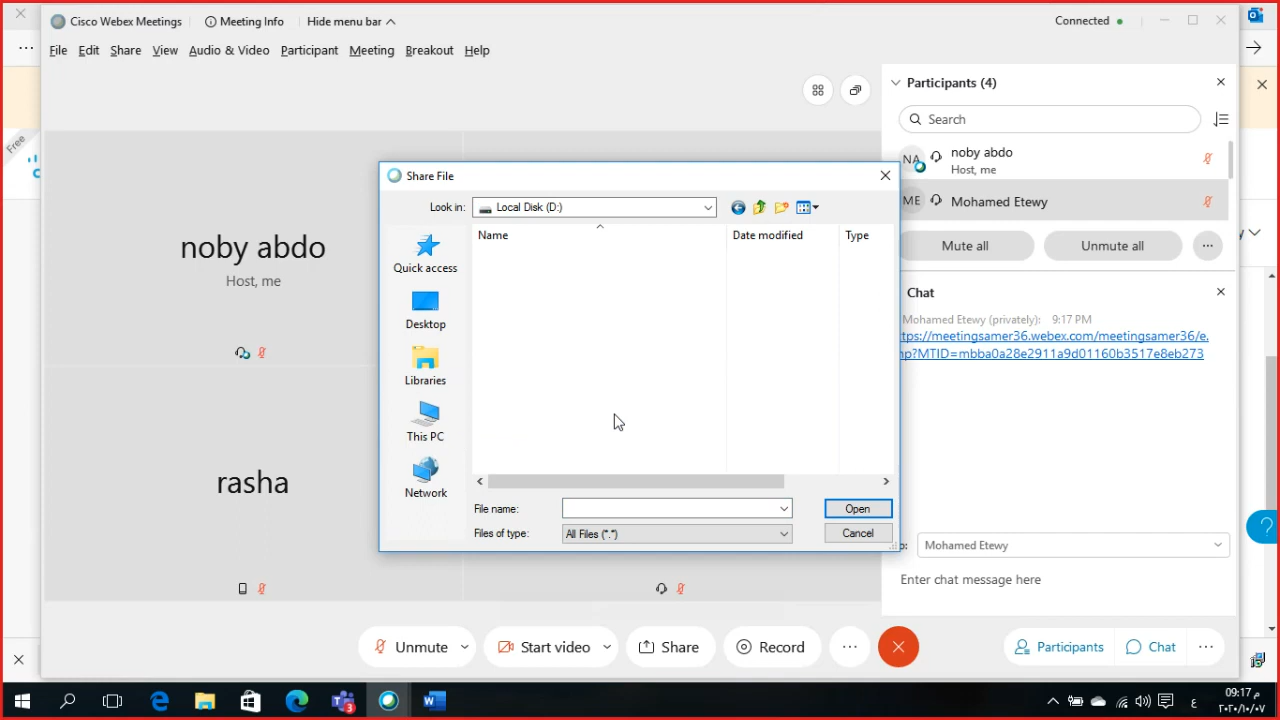 Cisco Webex Meetings
Meeting Info
Hide menu bar
Connected
File Edit Share View Audio & Video Participant Meeting Breakout Help
Free
Participants (4)
Search
NA
noby abdo
Host, me
ME
Mohamed Etewy
Mute all
Unmute all
noby abdo
Host, me
rasha
Share File
Look in:
Local Disk (D:)
Name
Date modified
Type
Quick access
Desktop
Libraries
This PC
Network
File name:
Open
Files of type:
All Files (*.*)
Cancel
Chat
Mohamed Etewy (privately): 9:17 PM
ttps://meetingsamer36.webex.com/meetingsamer36/e.
hp?MTID=mbba0a28e2911a9d01160b3517e8eb273
Mohamed Etewy
Enter chat message here
Unmute
Start video
Share
Record
Participants
Chat
3
ع
09:17 م
٢٠٢٠/١٠/٠٧